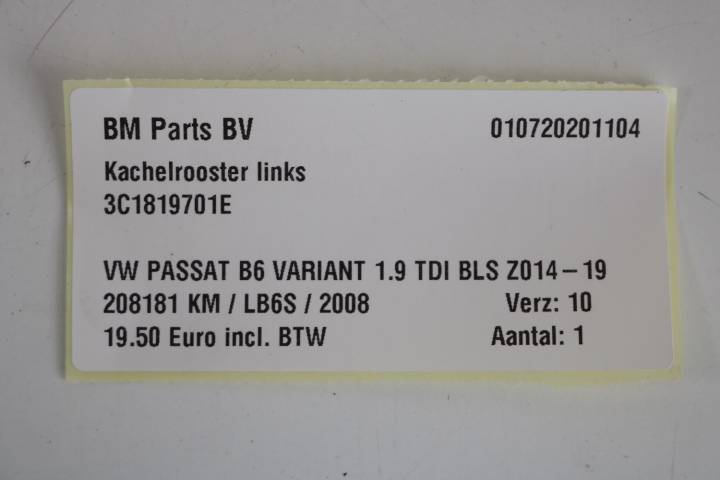 BM Parts BV 010720201104
Kachelrooster links
3C1819701E
VW PASSAT B6 VARIANT 1.9 TDI BLS Z014-19
208181 KM / LB6S / 2008 Verz: 10
19.50 Euro incl. BTW Aantal: 1